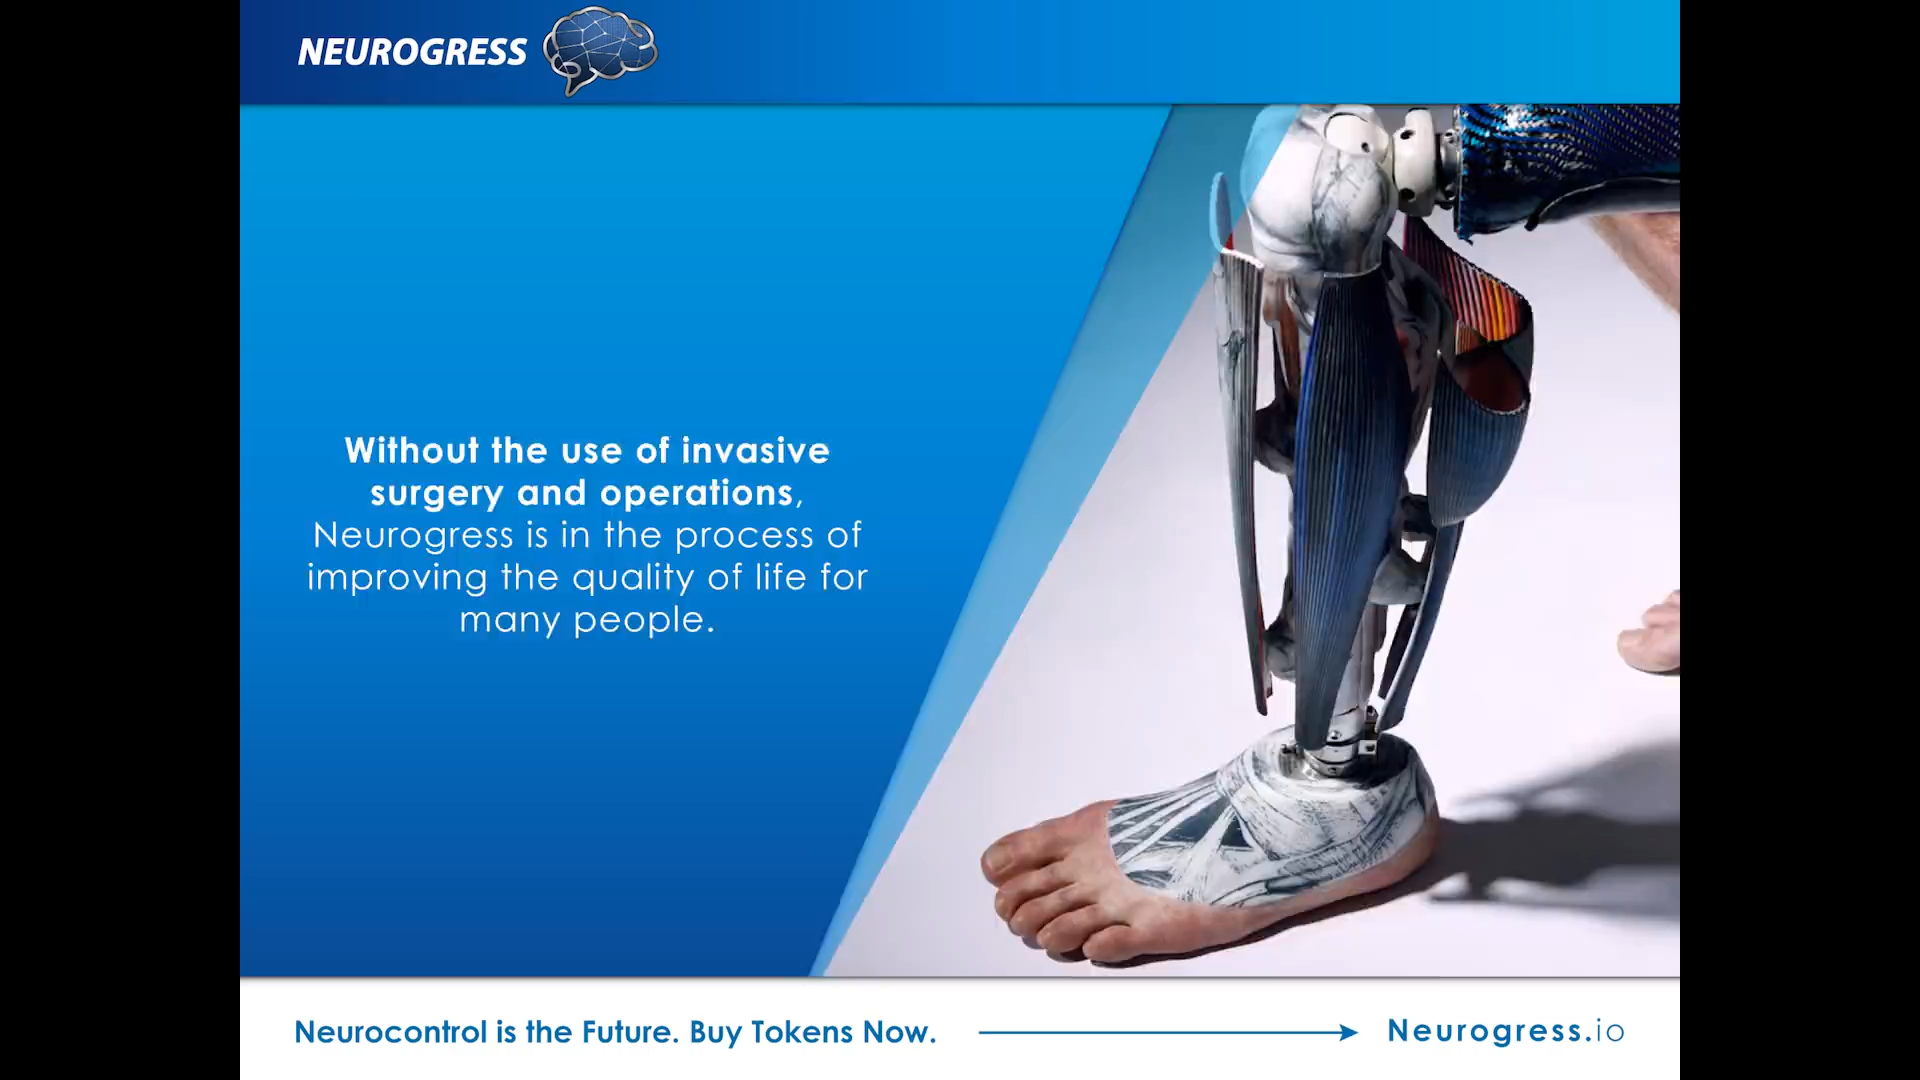 NEUROGRESS
Without the use of invasive
surgery and operations,
Neurogress is in the process of
improving the quality of life for
many people.
Neurocontrol is the Future. Buy Tokens Now.
Neurogress.io